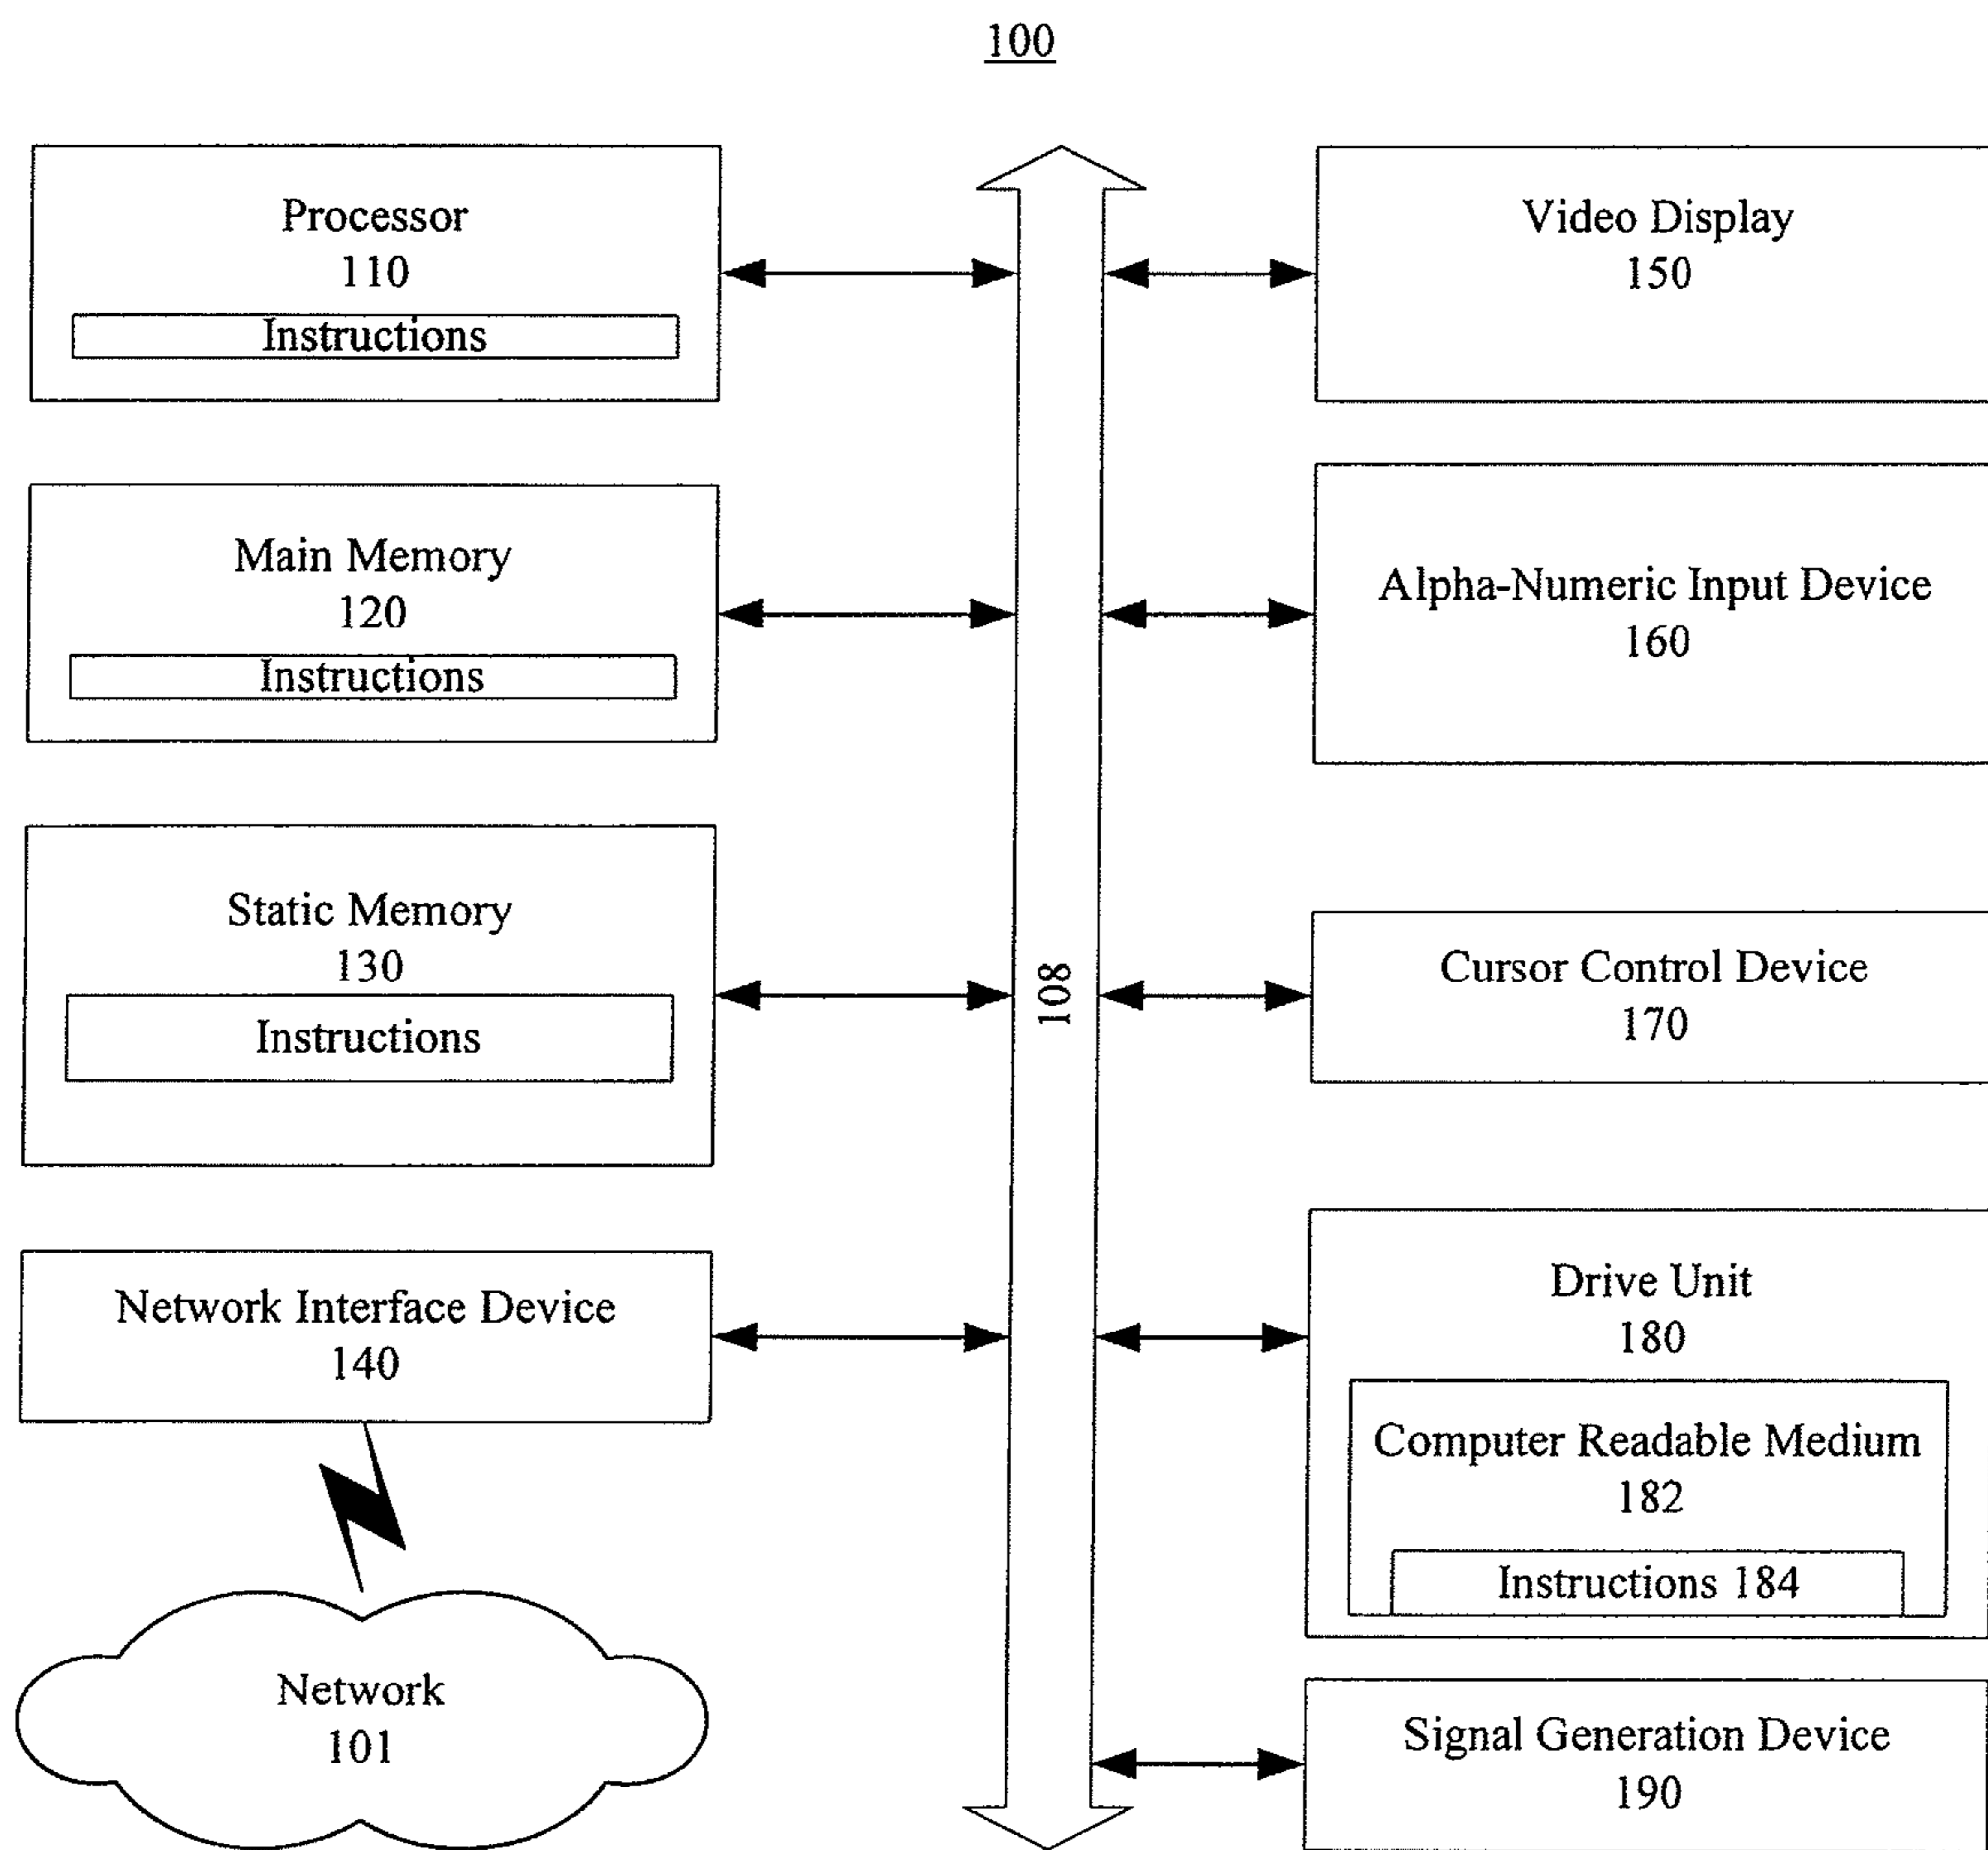 100
Processor
110
Instructions
Main Memory
120
Instructions
Static Memory
130
Instructions
Network Interface Device
140
Network
101
108
Video Display
150
Alpha-Numeric Input Device
160
Cursor Control Device
170
Drive Unit
180
Computer Readable Medium
182
Instructions 184
Signal Generation Device
190